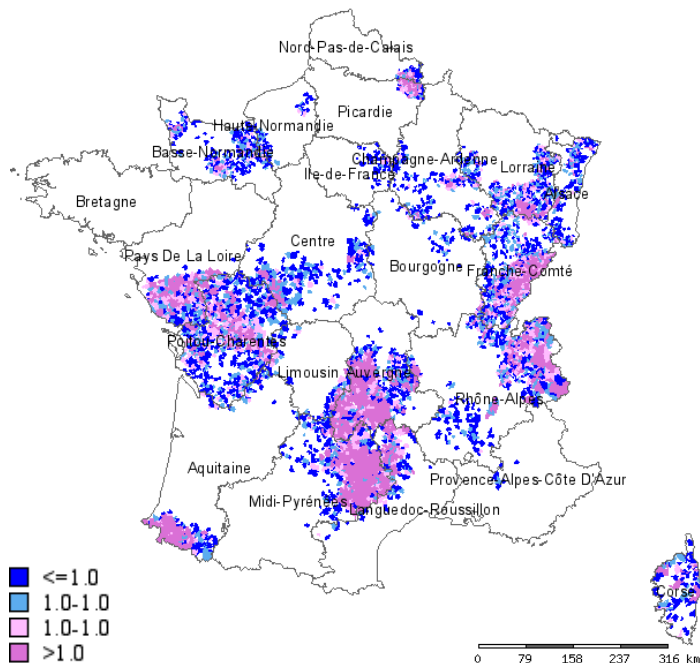 Nord-Pas-de-Calais
Picardie
Haute-Normandie
Basse-Normandie
Champagne-Ardenne
Lorraine
Ile-de-France
Alsace
Bretagne
Centre
Pays De La Loire
Bourgogne
Franche-Comté
Poitou-Charentes
Limousin
Auvergne
Rhône-Alpes
Aquitaine
Provence-Alpes-Côte D'Azur
Midi-Pyrénées
Languedoc-Roussillon
Corse
<=1.0
1.0-1.0
1.0-1.0
>1.0
0 79 158 237 316 km